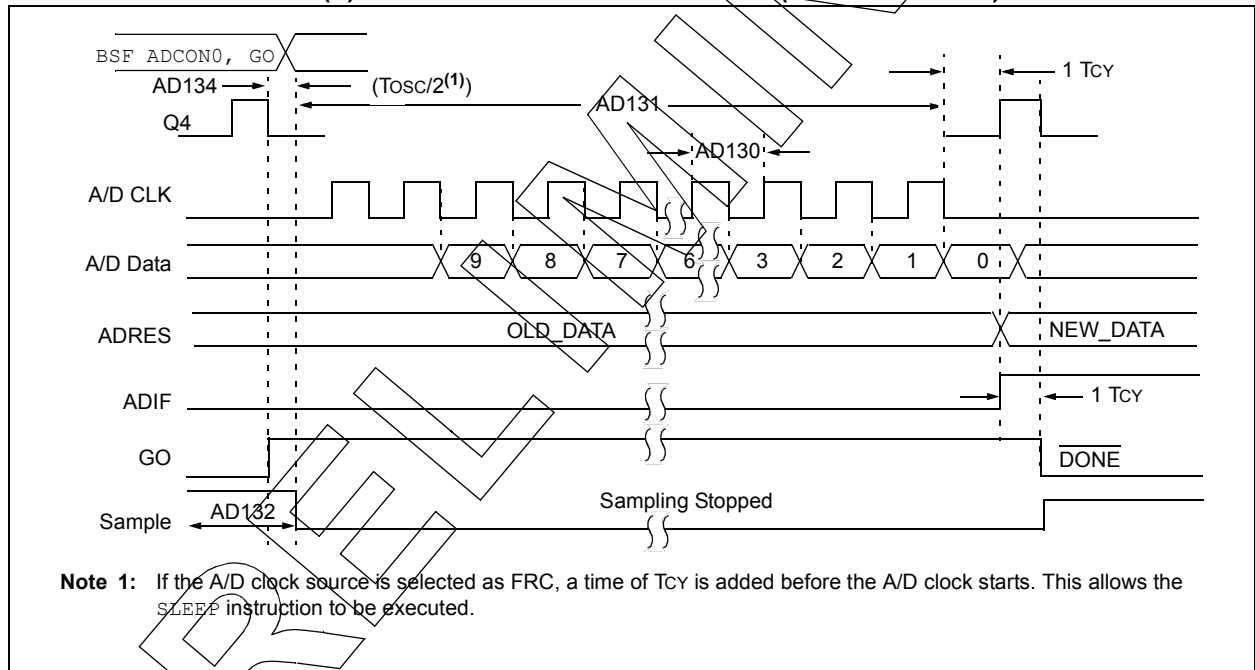 BSF ADCON0, GO
AD134 (TOSC/2(1)) 1 TCY
AD131
Q4
AD130
A/D CLK
A/D Data 9 8 7 6 3 2 1 0
ADRES OLD_DATA NEW_DATA
ADIF 1 TCY
GO DONE
Sample AD132 Sampling Stopped
Note 1: If the A/D clock source is selected as FRC, a time of TCY is added before the A/D clock starts. This allows the
SLEEP instruction to be executed.